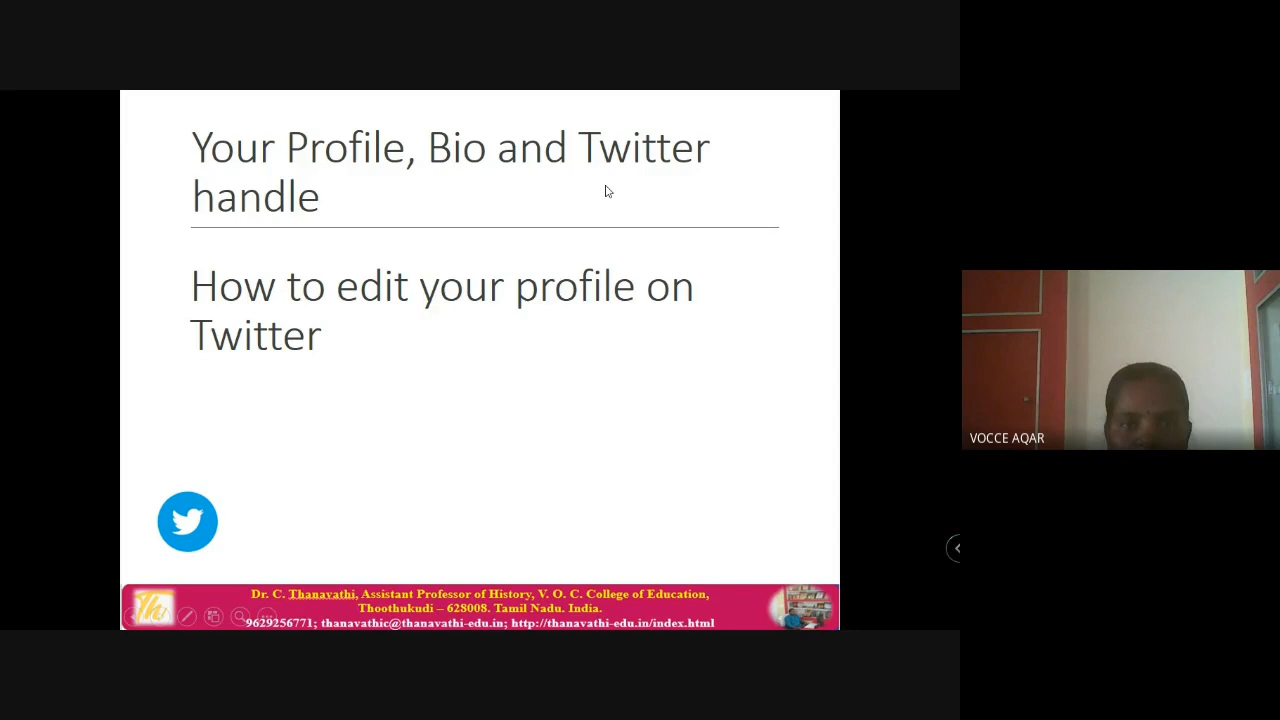 Your Profile, Bio and Twitter
handle
How to edit your profile on
Twitter
VOCCE AQAR
Dr. C. Thanavathi, Assistant Professor of History, V. O. C. College of Education,
Thoothukudi – 628008. Tamil Nadu. India.
9629256771; thanavathic@thanavathi-edu.in; http://thanavathi-edu.in/index.html